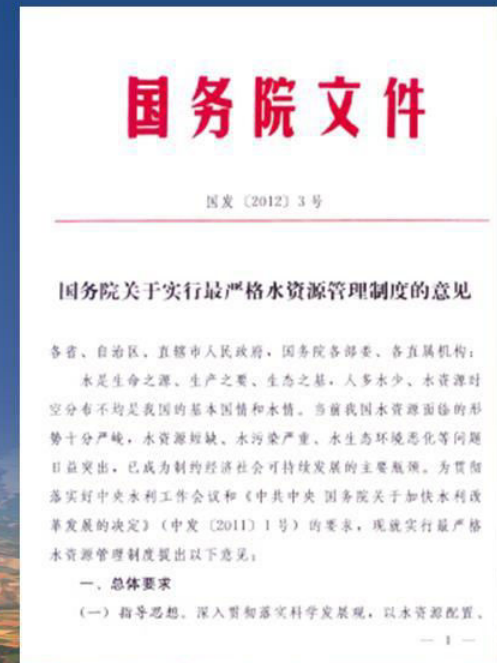 国务院文件
国发〔2012〕3号
国务院关于实行最严格水资源管理制度的意见
各省、自治区、直辖市人民政府，国务院各部委、各直属机构：
水是生命之源、生产之要、生态之基，人多水少、水资源时
空分布不均是我国的基本国情和水情。当前我国水资源面临的形
势十分严峻，水资源短缺、水污染严重、水生态环境恶化等问题
日益突出，已成为制约经济社会可持续发展的主要瓶颈。为贯彻
落实好中央水利工作会议和《中共中央 国务院关于加快水利改
革发展的决定》（中发〔2011〕1号）的要求，现就实行最严格
水资源管理制度提出以下意见：
一、总体要求
（一）指导思想。深入贯彻落实科学发展观，以水资源配置、
— 1 —